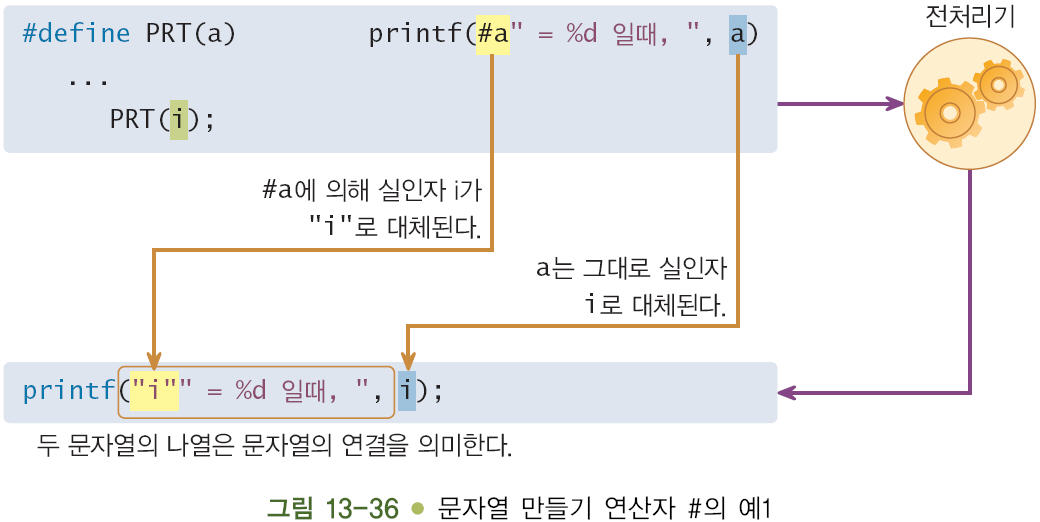 #define PRT(a) printf(#a" = %d 일때, ", a)
...
PRT(i);
전처리기
#a에 의해 실인자 i가
"i"로 대체된다.
a는 그대로 실인자
i로 대체된다.
printf("i"" = %d 일때, ", i);
두 문자열의 나열은 문자열의 연결을 의미한다.
그림 13-36 ● 문자열 만들기 연산자 #의 예1